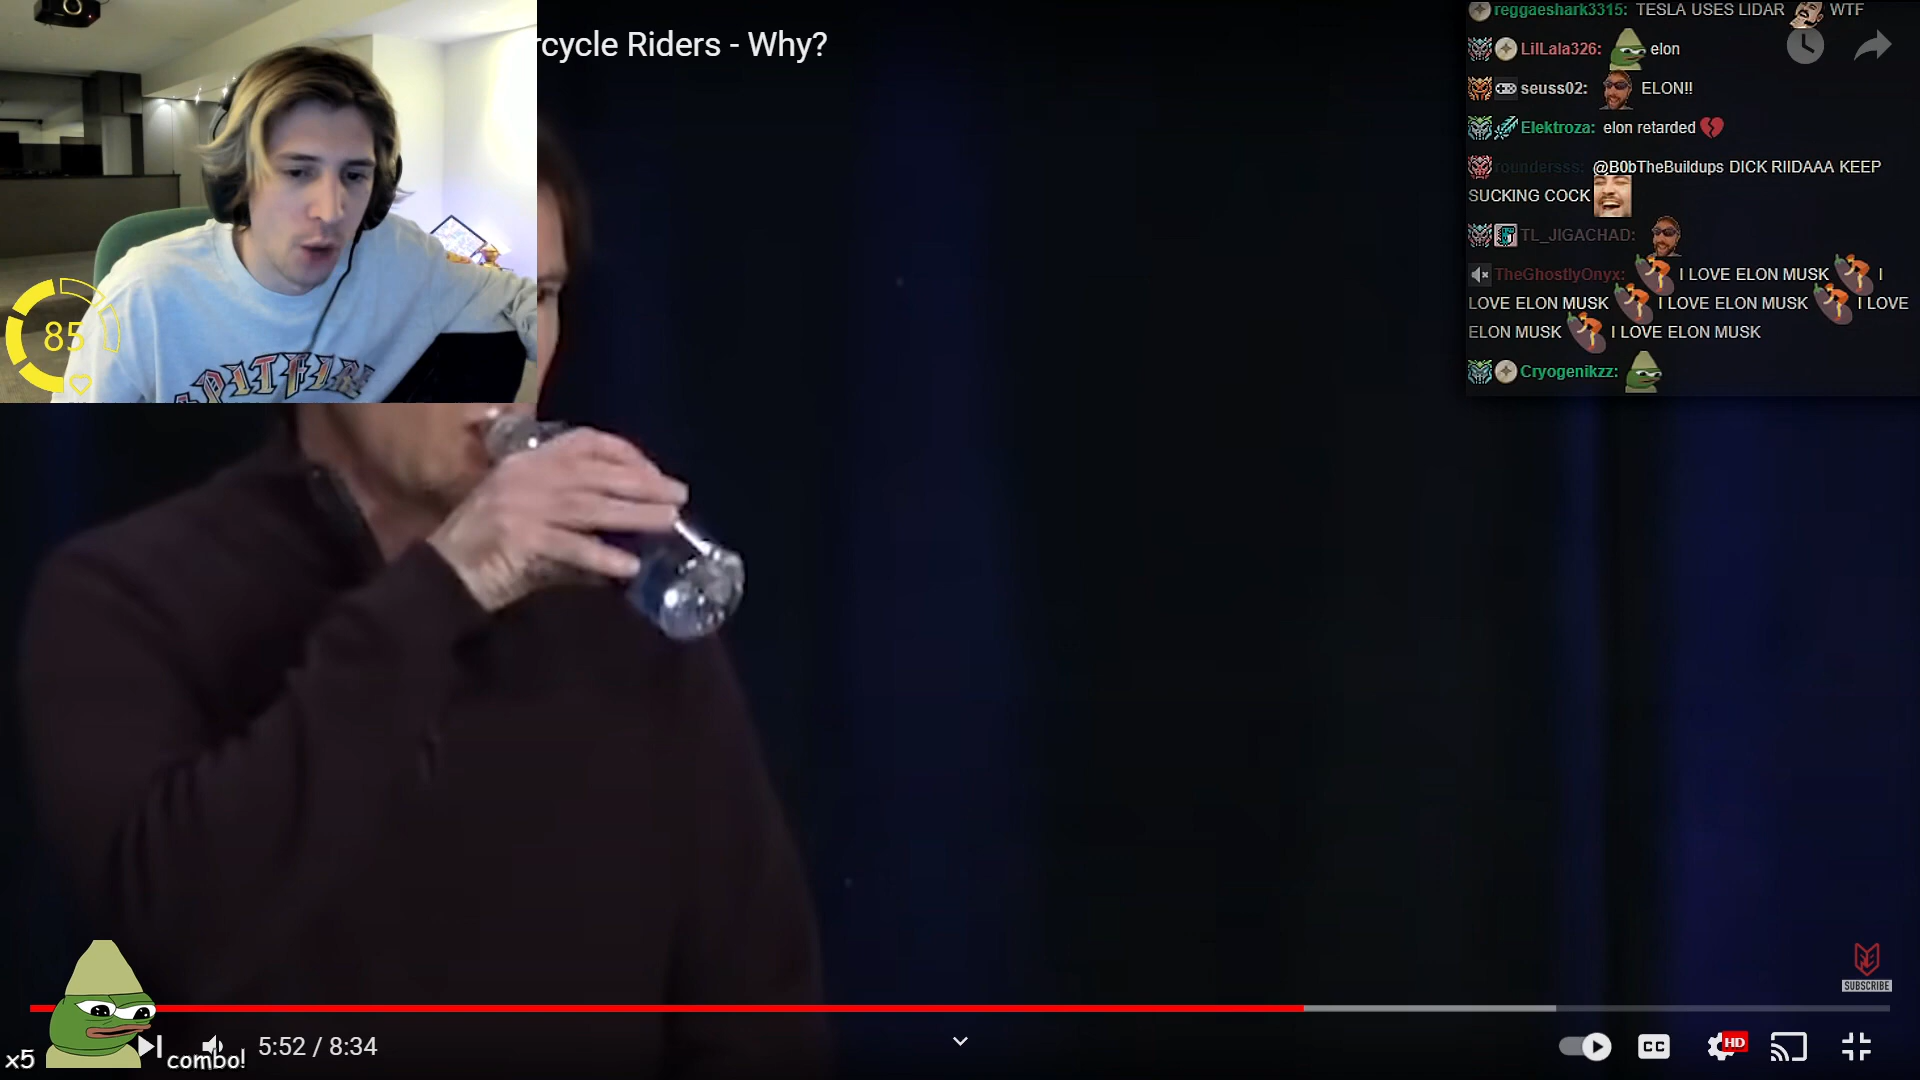 rcycle Riders - Why?
reggaeshark3315: TESLA USES LIDAR WTF
LilLala326: elon
seuss02: ELON!!
Elektroza: elon retarded
roundersss: @B0bTheBuildups DICK RIIDAAA KEEP
SUCKING COCK
TL_JIGACHAD:
TheGhostlyOnyx: I LOVE ELON MUSK I
LOVE ELON MUSK I LOVE ELON MUSK I LOVE
ELON MUSK I LOVE ELON MUSK
Cryogenikzz:
85
SPITFIRE
SUBSCRIBE
x5 combo!
5:52 / 8:34
CC
HD